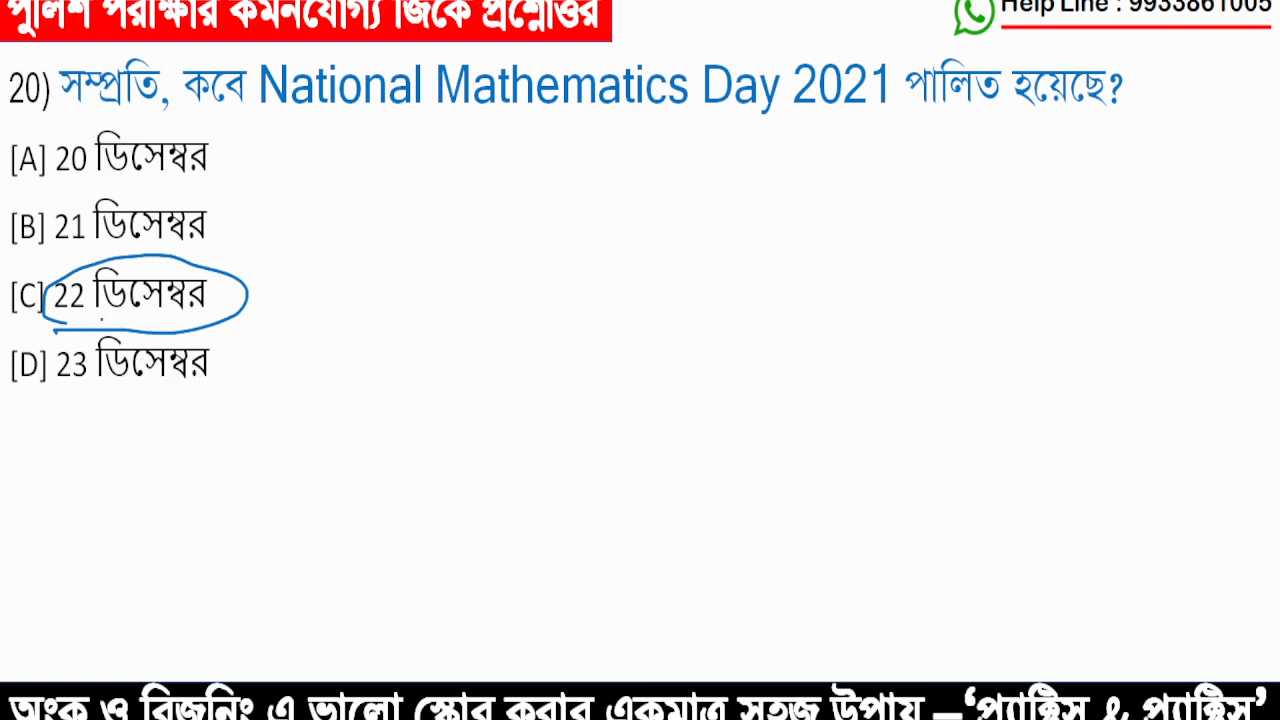 পুলিশ পরীক্ষার কমনযোগ্য জিকে প্রশ্নোত্তর
Help Line : 9933861005
20) সম্প্রতি, কবে National Mathematics Day 2021 পালিত হয়েছে?
[A] 20 ডিসেম্বর
[B] 21 ডিসেম্বর
[C] 22 ডিসেম্বর
[D] 23 ডিসেম্বর
অংক ও রিজনিং এ ভালো স্কোর করার একমাত্র সহজ উপায় –‘প্র্যাক্টিস & প্র্যাক্টিস’